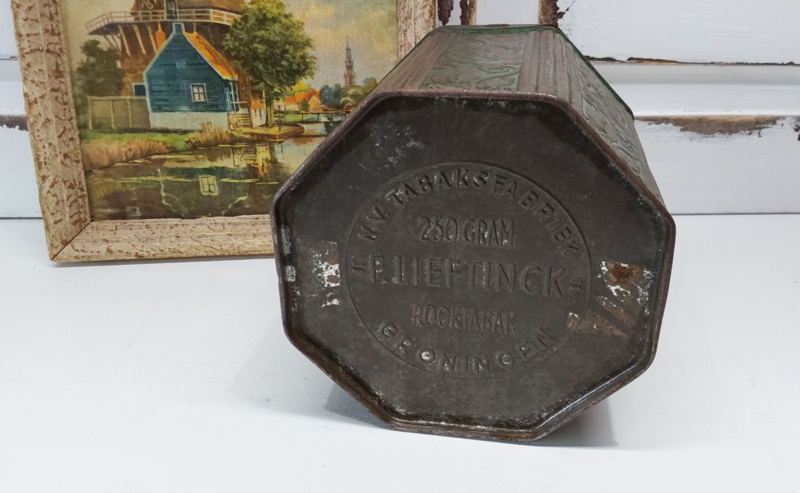 N.V. TABAKSFABRIEK
250 GRAM
F. LIEFTINCK
ROOKTABAK
GRONINGEN